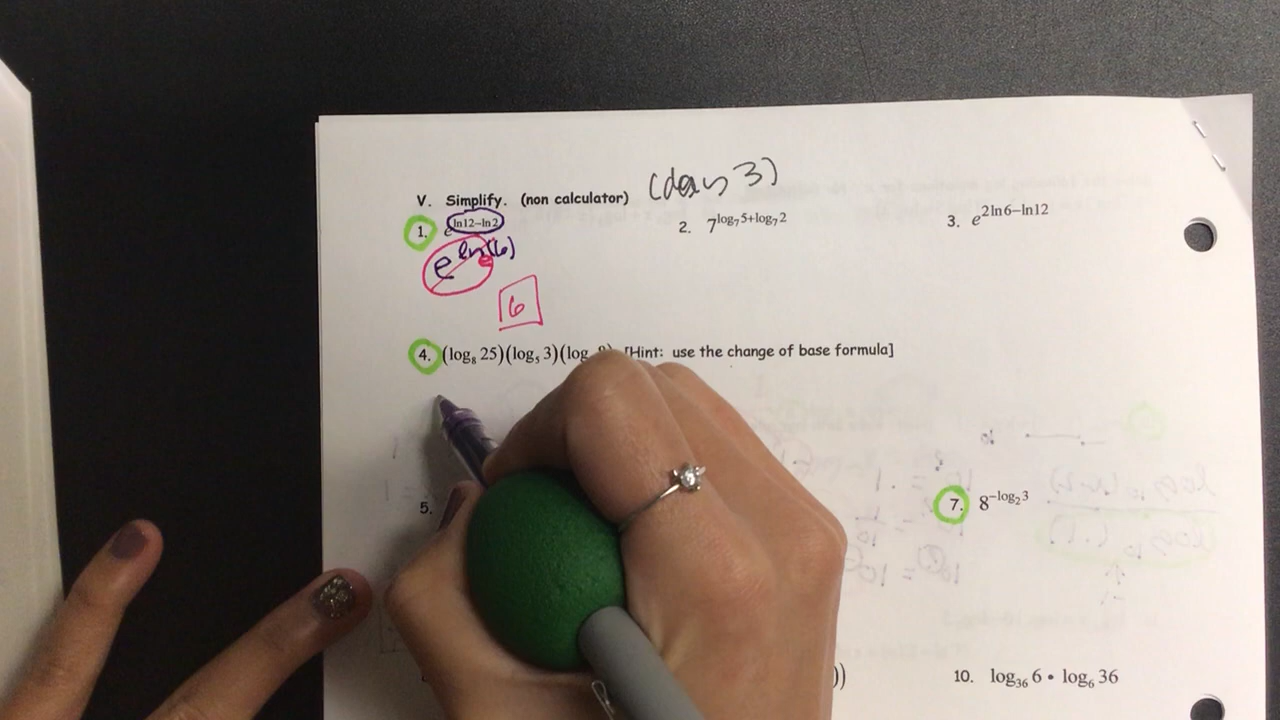 V. Simplify. (non calculator) (day 3)
1. e^{ln12−ln2} 2. 7^{log₇5+log₇2} 3. e^{2ln6−ln12}
e^{ln(6)}
6
4. (log₈ 25)(log₅ 3)(log [Hint: use the change of base formula]
5. 7. 8^{−log₂3}
)) 10. log₃₆ 6 • log₆ 36